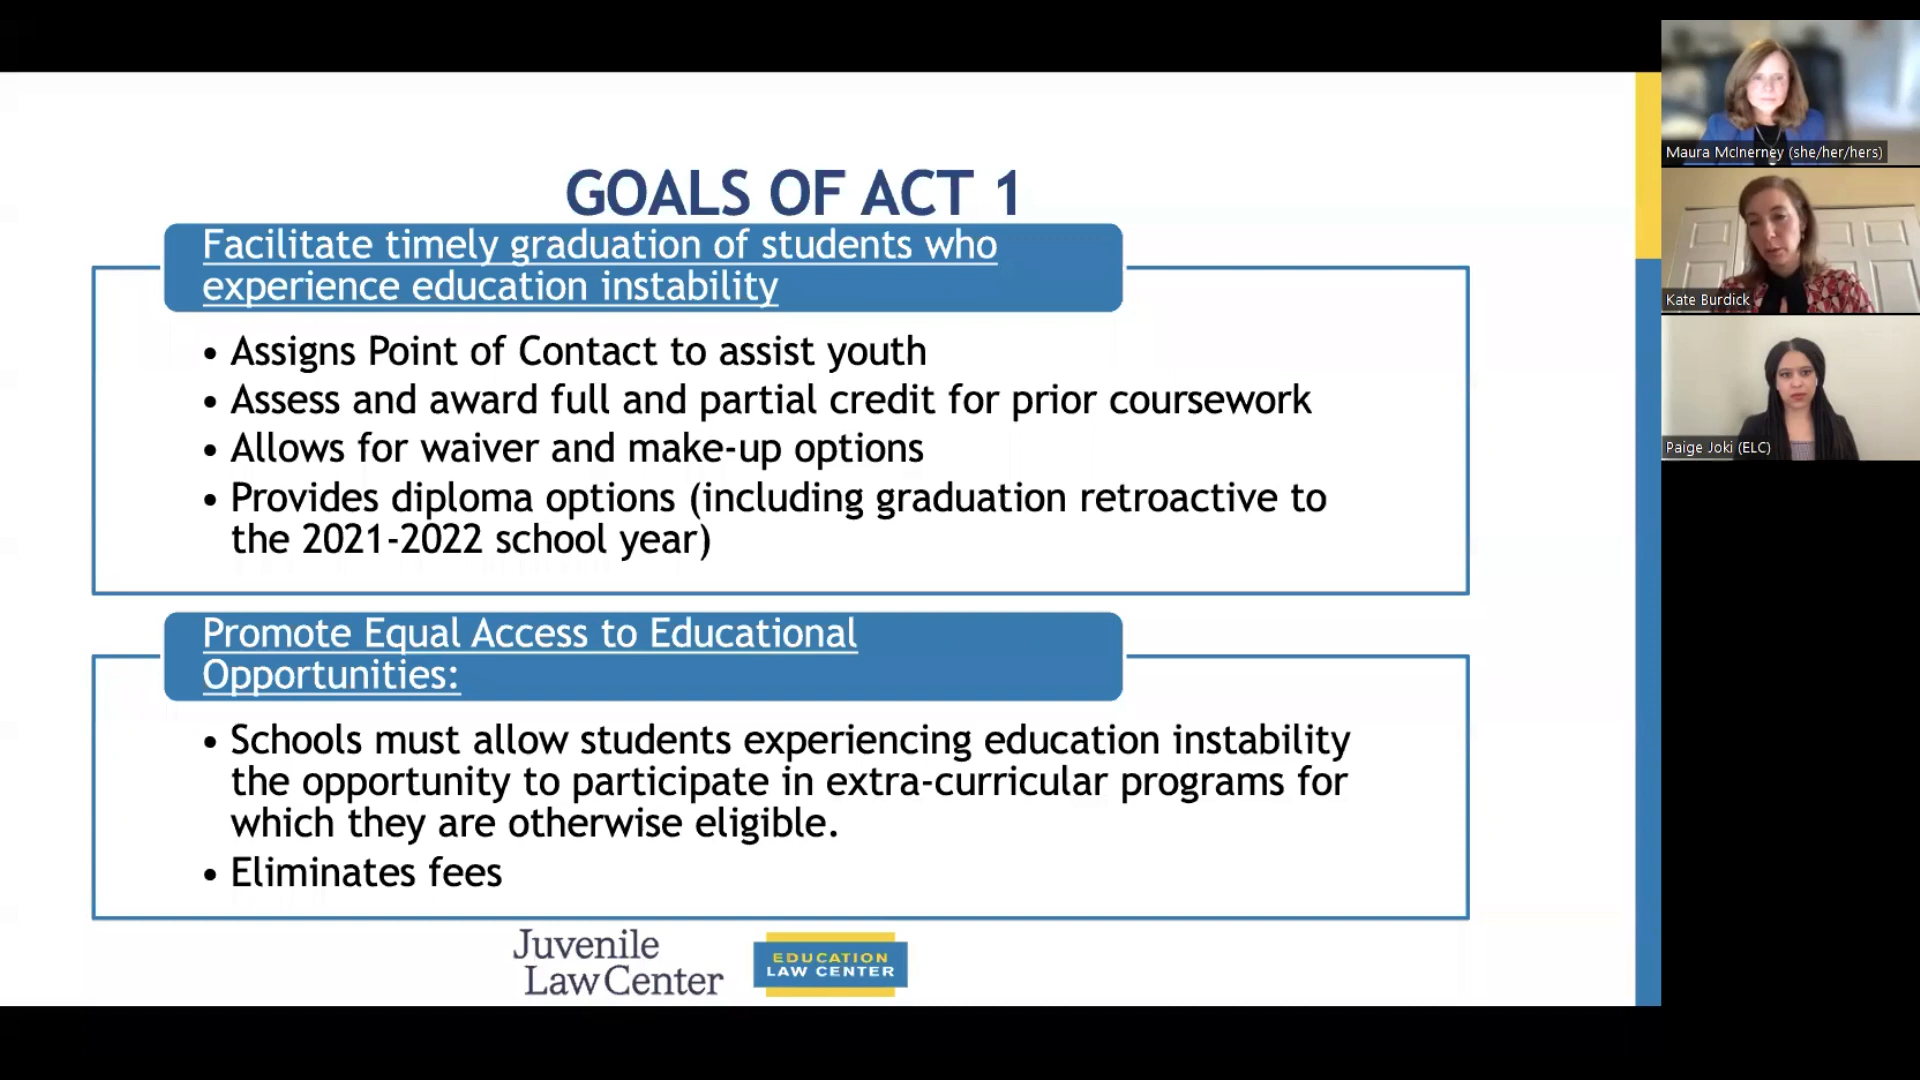 GOALS OF ACT 1
Facilitate timely graduation of students who
experience education instability
• Assigns Point of Contact to assist youth
• Assess and award full and partial credit for prior coursework
• Allows for waiver and make-up options
• Provides diploma options (including graduation retroactive to
the 2021-2022 school year)
Promote Equal Access to Educational
Opportunities:
• Schools must allow students experiencing education instability
the opportunity to participate in extra-curricular programs for
which they are otherwise eligible.
• Eliminates fees
Juvenile
Law Center
EDUCATION
LAW CENTER
Maura McInerney (she/her/hers)
Kate Burdick
Paige Joki (ELC)